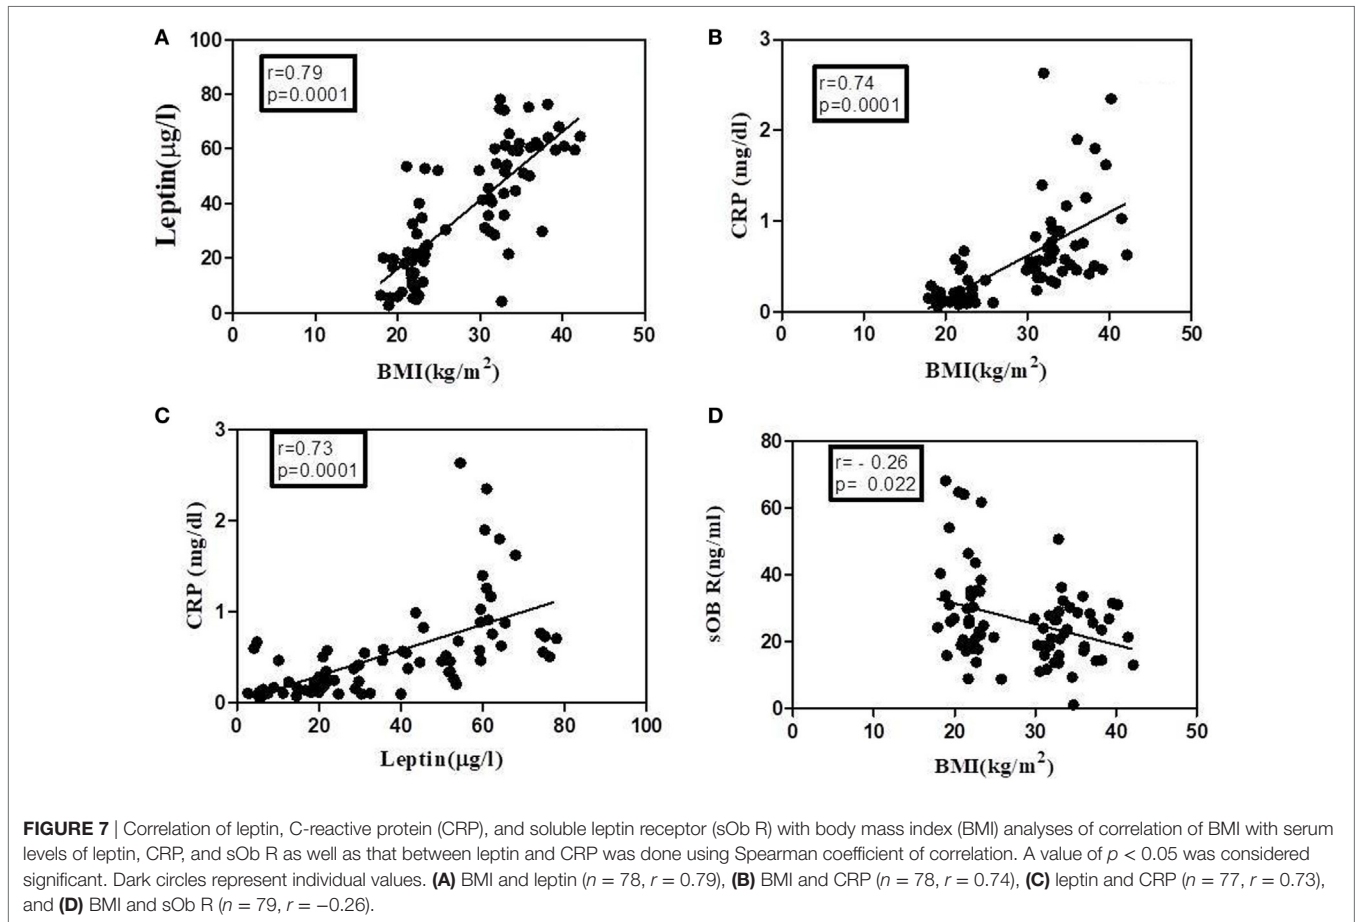 A
100
80
60
40
20
0
r=0.79
p=0.0001
Leptin(μg/l)
0 10 20 30 40 50
BMI(kg/m²)
B
3
2
1
0
r=0.74
p=0.0001
CRP (mg/dl)
0 10 20 30 40 50
BMI(kg/m²)
C
3
2
1
0
r=0.73
p=0.0001
CRP (mg/dl)
0 20 40 60 80 100
Leptin(μg/l)
D
80
60
40
20
0
r= - 0.26
p= 0.022
sOB R(ng/ml)
0 10 20 30 40 50
BMI(kg/m²)
FIGURE 7 | Correlation of leptin, C-reactive protein (CRP), and soluble leptin receptor (sOb R) with body mass index (BMI) analyses of correlation of BMI with serum
levels of leptin, CRP, and sOb R as well as that between leptin and CRP was done using Spearman coefficient of correlation. A value of p < 0.05 was considered
significant. Dark circles represent individual values. (A) BMI and leptin (n = 78, r = 0.79), (B) BMI and CRP (n = 78, r = 0.74), (C) leptin and CRP (n = 77, r = 0.73),
and (D) BMI and sOb R (n = 79, r = −0.26).